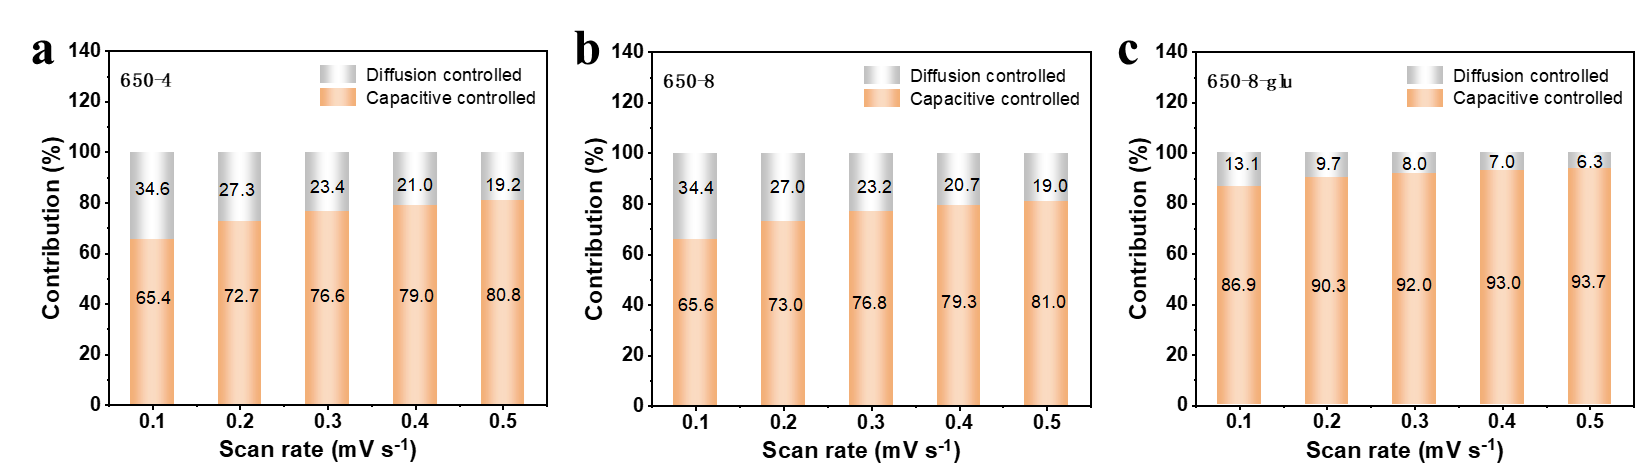 a
650-4
Diffusion controlled
Capacitive controlled
Contribution (%)
140
120
100
80
60
40
20
0
34.6 27.3 23.4 21.0 19.2
65.4 72.7 76.6 79.0 80.8
0.1 0.2 0.3 0.4 0.5
Scan rate (mV s⁻¹)
b
650-8
Diffusion controlled
Capacitive controlled
Contribution (%)
140
120
100
80
60
40
20
0
34.4 27.0 23.2 20.7 19.0
65.6 73.0 76.8 79.3 81.0
0.1 0.2 0.3 0.4 0.5
Scan rate (mV s⁻¹)
c
650-8-glu
Diffusion controlled
Capacitive controlled
Contribution (%)
140
120
100
80
60
40
20
0
13.1 9.7 8.0 7.0 6.3
86.9 90.3 92.0 93.0 93.7
0.1 0.2 0.3 0.4 0.5
Scan rate (mV s⁻¹)